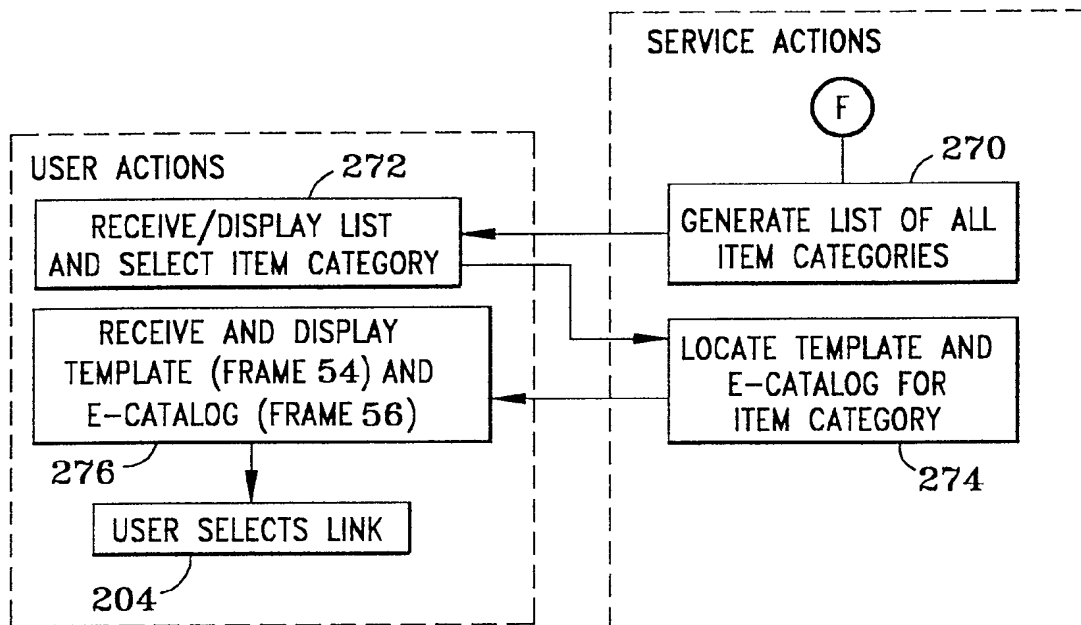 SERVICE ACTIONS
F
270
GENERATE LIST OF ALL
ITEM CATEGORIES
USER ACTIONS
272
RECEIVE/DISPLAY LIST
AND SELECT ITEM CATEGORY
LOCATE TEMPLATE AND
E-CATALOG FOR
ITEM CATEGORY
274
RECEIVE AND DISPLAY
TEMPLATE (FRAME 54) AND
E-CATALOG (FRAME 56)
276
USER SELECTS LINK
204